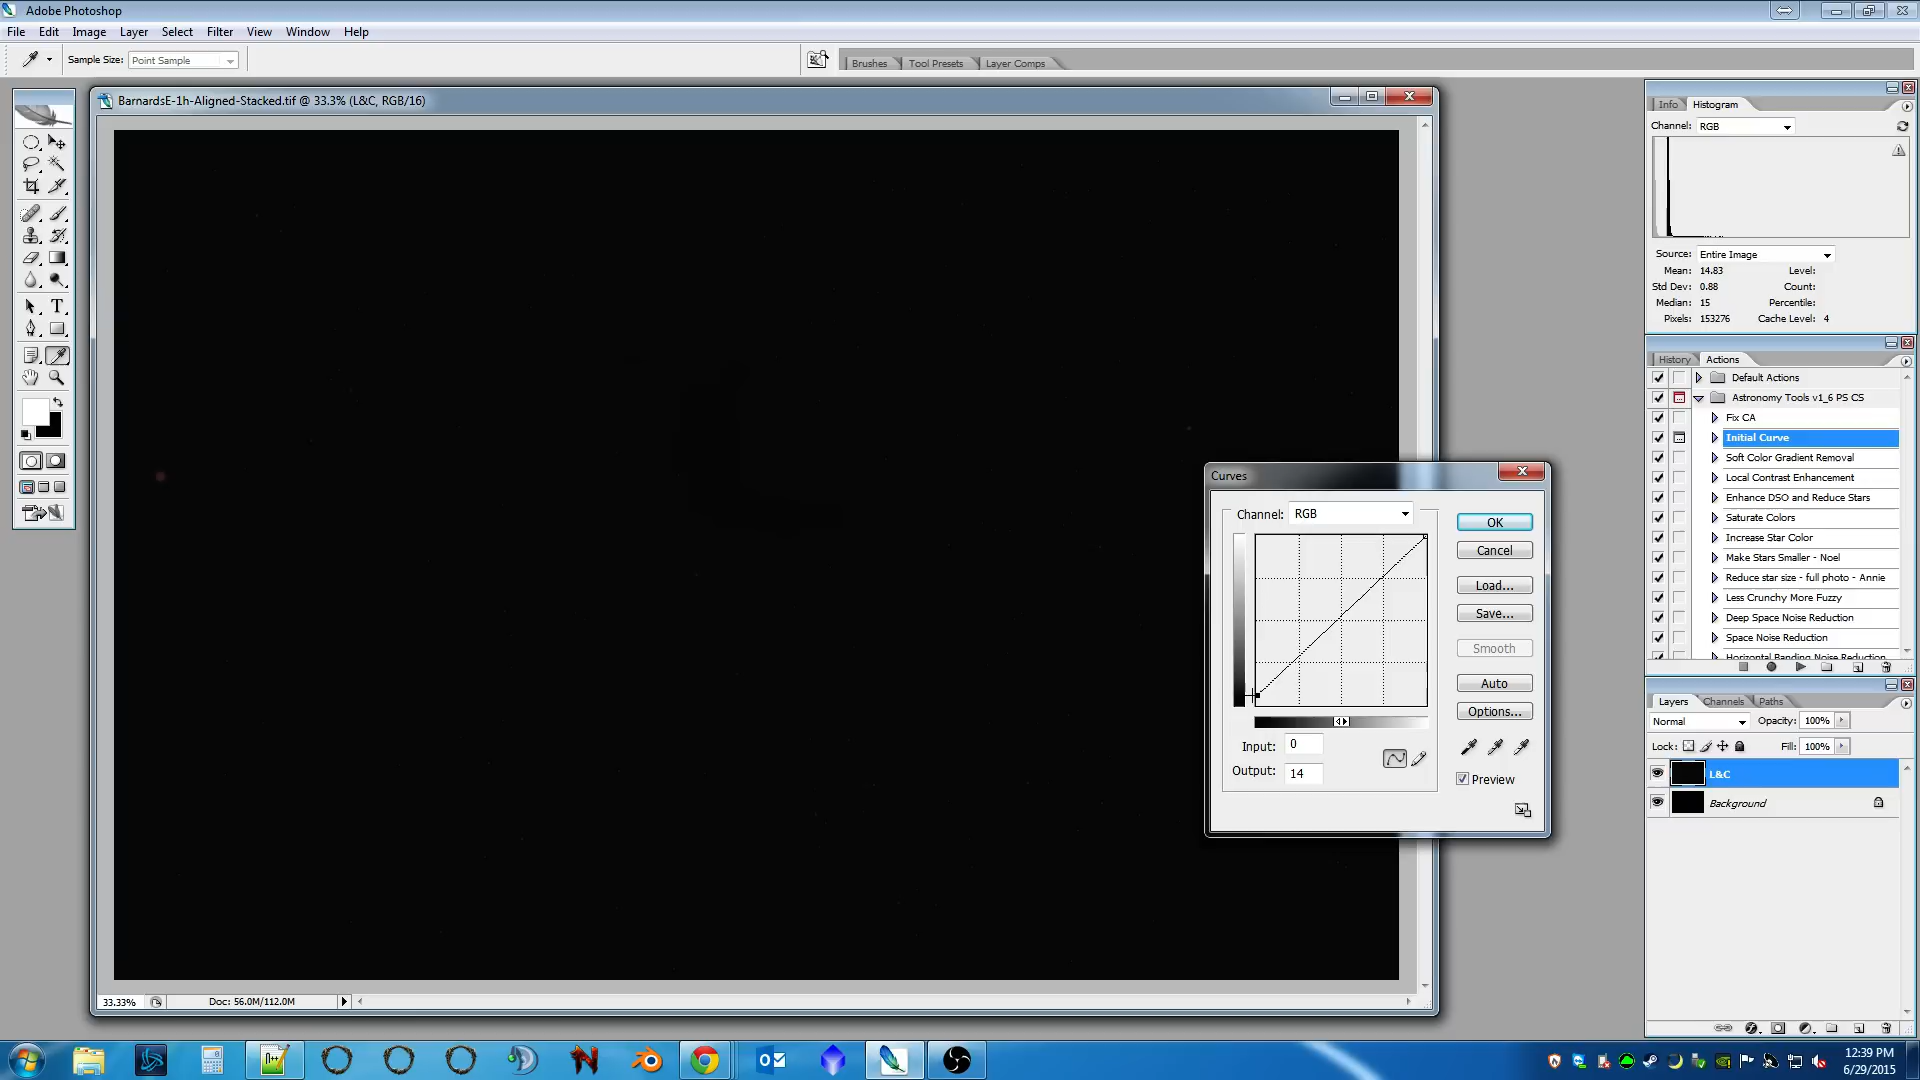 Adobe Photoshop
File Edit Image Layer Select Filter View Window Help
Sample Size: Point Sample
Brushes Tool Presets Layer Comps
BarnardsE-1h-Aligned-Stacked.tif @ 33.3% (L&C, RGB/16)
Info Histogram
Channel: RGB
Source: Entire Image
Mean: 14.83 Level:
Std Dev: 0.88 Count:
Median: 15 Percentile:
Pixels: 153276 Cache Level: 4
History Actions
Default Actions
Astronomy Tools v1_6 PS CS
Fix CA
Initial Curve
Soft Color Gradient Removal
Local Contrast Enhancement
Enhance DSO and Reduce Stars
Saturate Colors
Increase Star Color
Make Stars Smaller - Noel
Reduce star size - full photo - Annie
Less Crunchy More Fuzzy
Deep Space Noise Reduction
Space Noise Reduction
Horizontal Banding Noise Reduction
Curves
Channel: RGB
OK
Cancel
Load...
Save...
Smooth
Auto
Options...
Input: 0
Output: 14
Preview
Layers Channels Paths
Normal Opacity: 100%
Lock: Fill: 100%
L&C
Background
33.33% Doc: 56.0M/112.0M
12:39 PM
6/29/2015